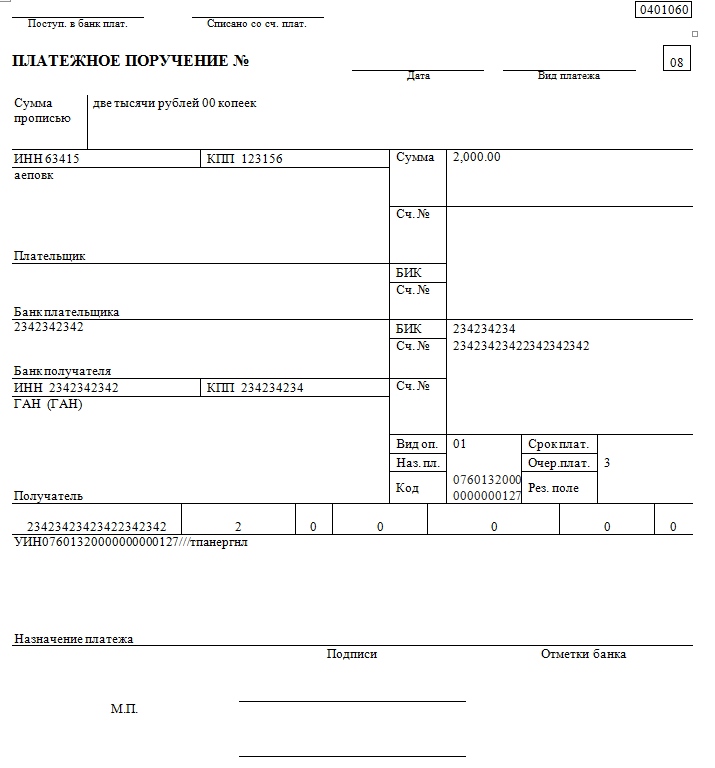 0401060
Поступ. в банк плат. Списано со сч. плат.
ПЛАТЕЖНОЕ ПОРУЧЕНИЕ № 08
Дата Вид платежа
Сумма прописью две тысячи рублей 00 копеек
ИНН 63415 КПП 123156 Сумма 2,000.00
аеповк
Сч. №
Плательщик
БИК
Сч. №
Банк плательщика
2342342342 БИК 234234234
Сч. № 23423423422342342342
Банк получателя
ИНН 2342342342 КПП 234234234 Сч. №
ГАН (ГАН)
Вид оп. 01 Срок плат.
Наз. пл. Очер.плат. 3
Код 0760132000 Рез. поле
0000000127
Получатель
23423423423422342342 2 0 0 0 0 0
УИН07601320000000000127///тпанергнл
Назначение платежа
Подписи Отметки банка
М.П.